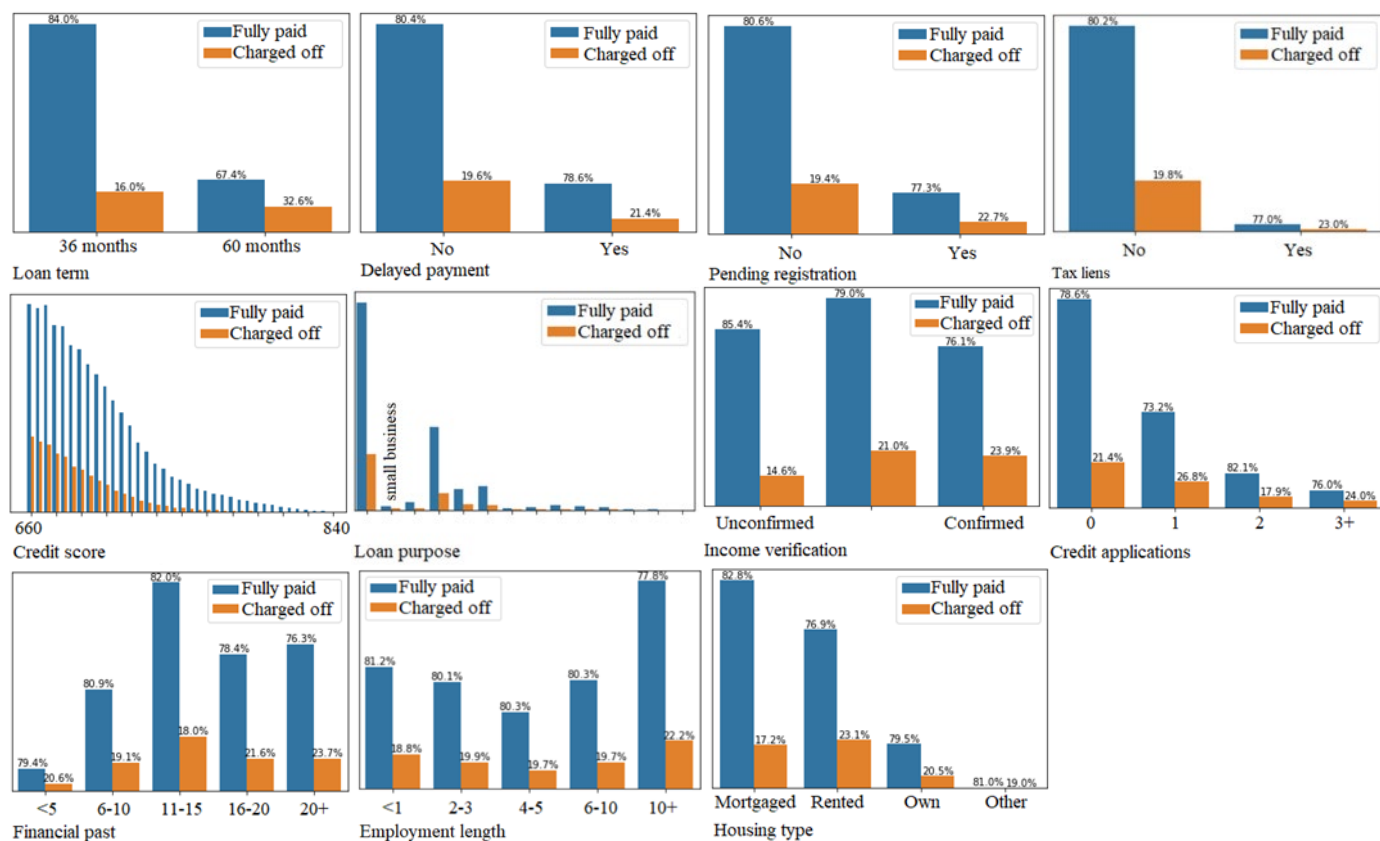 84.0%
Fully paid
Charged off
67.4%
32.6%
16.0%
36 months 60 months
Loan term
80.4%
Fully paid
Charged off
19.6%
78.6%
21.4%
No Yes
Delayed payment
80.6%
Fully paid
Charged off
19.4%
77.3%
22.7%
No Yes
Pending registration
80.2%
Fully paid
Charged off
19.8%
77.0%
23.0%
No Yes
Tax liens
Fully paid
Charged off
660 840
Credit score
Fully paid
Charged off
small business
Loan purpose
79.0%
Fully paid
Charged off
85.4%
76.1%
14.6%
21.0%
23.9%
Unconfirmed Confirmed
Income verification
78.6%
Fully paid
Charged off
73.2%
21.4%
26.8%
82.1%
17.9%
76.0%
24.0%
0 1 2 3+
Credit applications
82.0%
Fully paid
Charged off
78.4%
76.3%
80.9%
79.4%
20.6%
19.1%
18.0%
21.6%
23.7%
<5 6-10 11-15 16-20 20+
Financial past
77.8%
Fully paid
Charged off
81.2%
80.1%
80.3%
80.3%
18.8%
19.9%
19.7%
19.7%
22.2%
<1 2-3 4-5 6-10 10+
Employment length
82.8%
Fully paid
Charged off
76.9%
17.2%
23.1%
79.5%
20.5%
81.0% 19.0%
Mortgaged Rented Own Other
Housing type